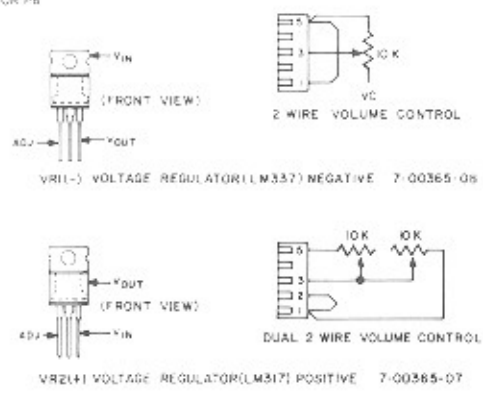 VIN
(FRONT VIEW)
ADJ
VOUT
VR1(-) VOLTAGE REGULATOR(LM337) NEGATIVE 7-00365-08
5
3
1
10K
VC
2 WIRE VOLUME CONTROL
VOUT
(FRONT VIEW)
ADJ
VIN
VR2(+) VOLTAGE REGULATOR(LM317) POSITIVE 7-00365-07
10K 10K
5
3
2
1
DUAL 2 WIRE VOLUME CONTROL